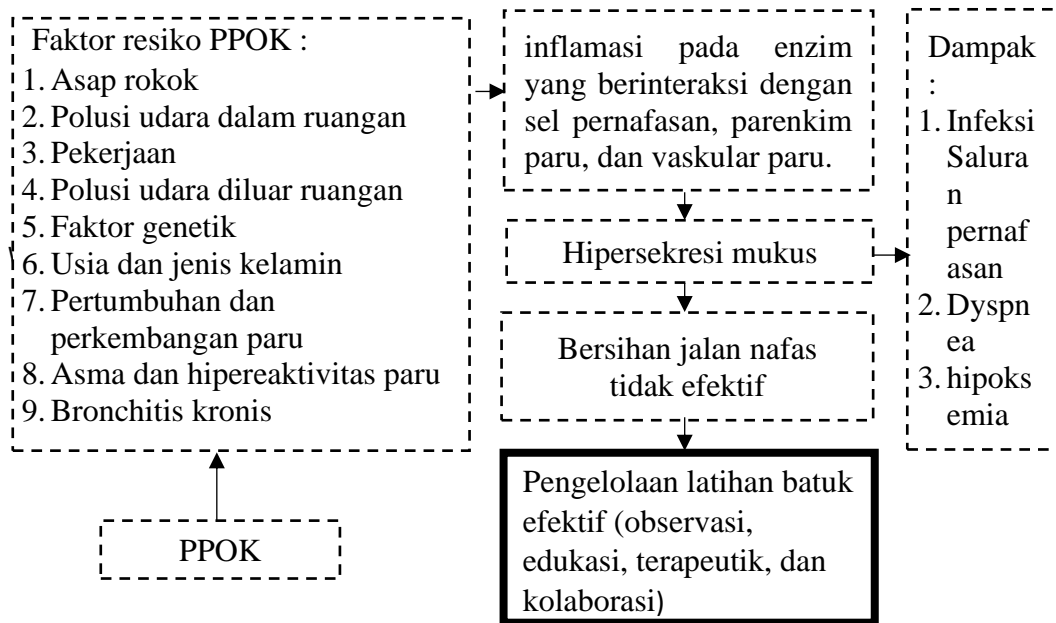 Faktor resiko PPOK :
1. Asap rokok
2. Polusi udara dalam ruangan
3. Pekerjaan
4. Polusi udara diluar ruangan
5. Faktor genetik
6. Usia dan jenis kelamin
7. Pertumbuhan dan
perkembangan paru
8. Asma dan hipereaktivitas paru
9. Bronchitis kronis
PPOK
inflamasi pada enzim
yang berinteraksi dengan
sel pernafasan, parenkim
paru, dan vaskular paru.
Hipersekresi mukus
Bersihan jalan nafas
tidak efektif
Pengelolaan latihan batuk
efektif (observasi,
edukasi, terapeutik, dan
kolaborasi)
Dampak
:
1. Infeksi
Salura
n
pernaf
asan
2. Dyspn
ea
3. hipoks
emia